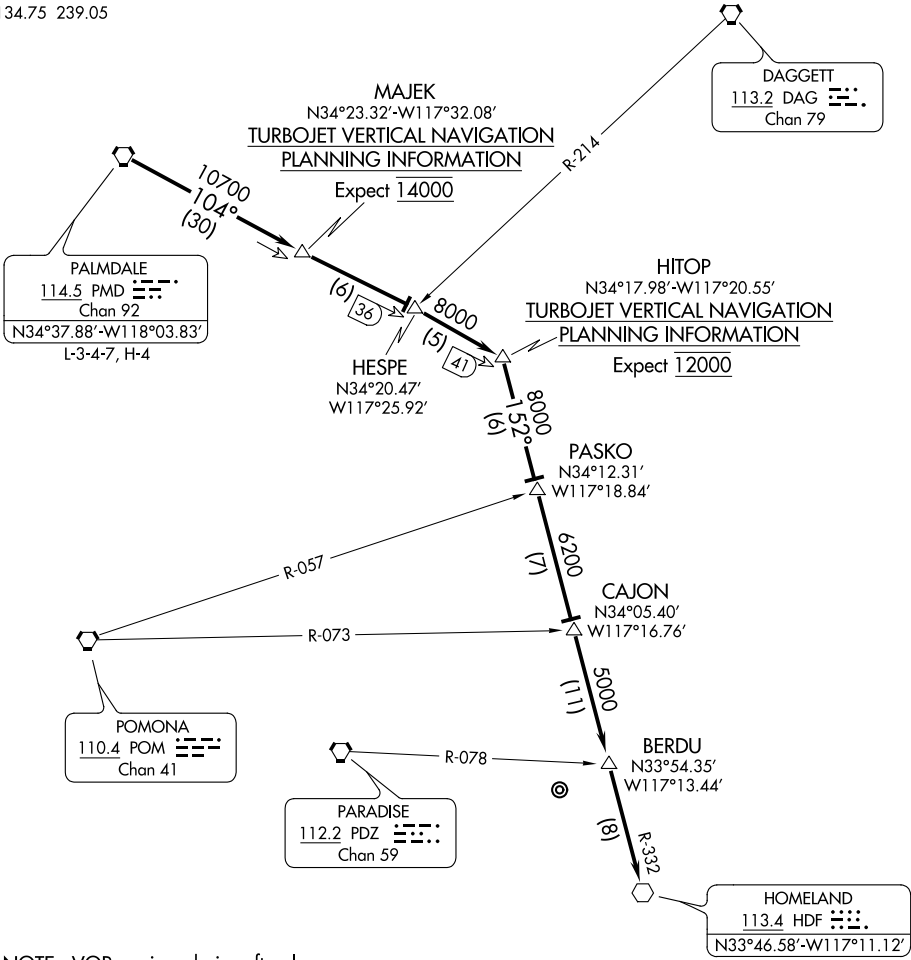 134.75 239.05
DAGGETT
113.2 DAG
Chan 79
MAJEK
N34°23.32'-W117°32.08'
TURBOJET VERTICAL NAVIGATION
PLANNING INFORMATION
Expect 14000
R-214
10700
104°
(30)
PALMDALE
114.5 PMD
Chan 92
N34°37.88'-W118°03.83'
L-3-4-7, H-4
(6)
36
8000
(5)
41
HESPE
N34°20.47'
W117°25.92'
HITOP
N34°17.98'-W117°20.55'
TURBOJET VERTICAL NAVIGATION
PLANNING INFORMATION
Expect 12000
8000
152°
(6)
PASKO
N34°12.31'
W117°18.84'
R-057
6200
(7)
CAJON
N34°05.40'
W117°16.76'
R-073
5000
(11)
POMONA
110.4 POM
Chan 41
BERDU
N33°54.35'
W117°13.44'
R-078
PARADISE
112.2 PDZ
Chan 59
(8)
R-332
HOMELAND
113.4 HDF
N33°46.58'-W117°11.12'